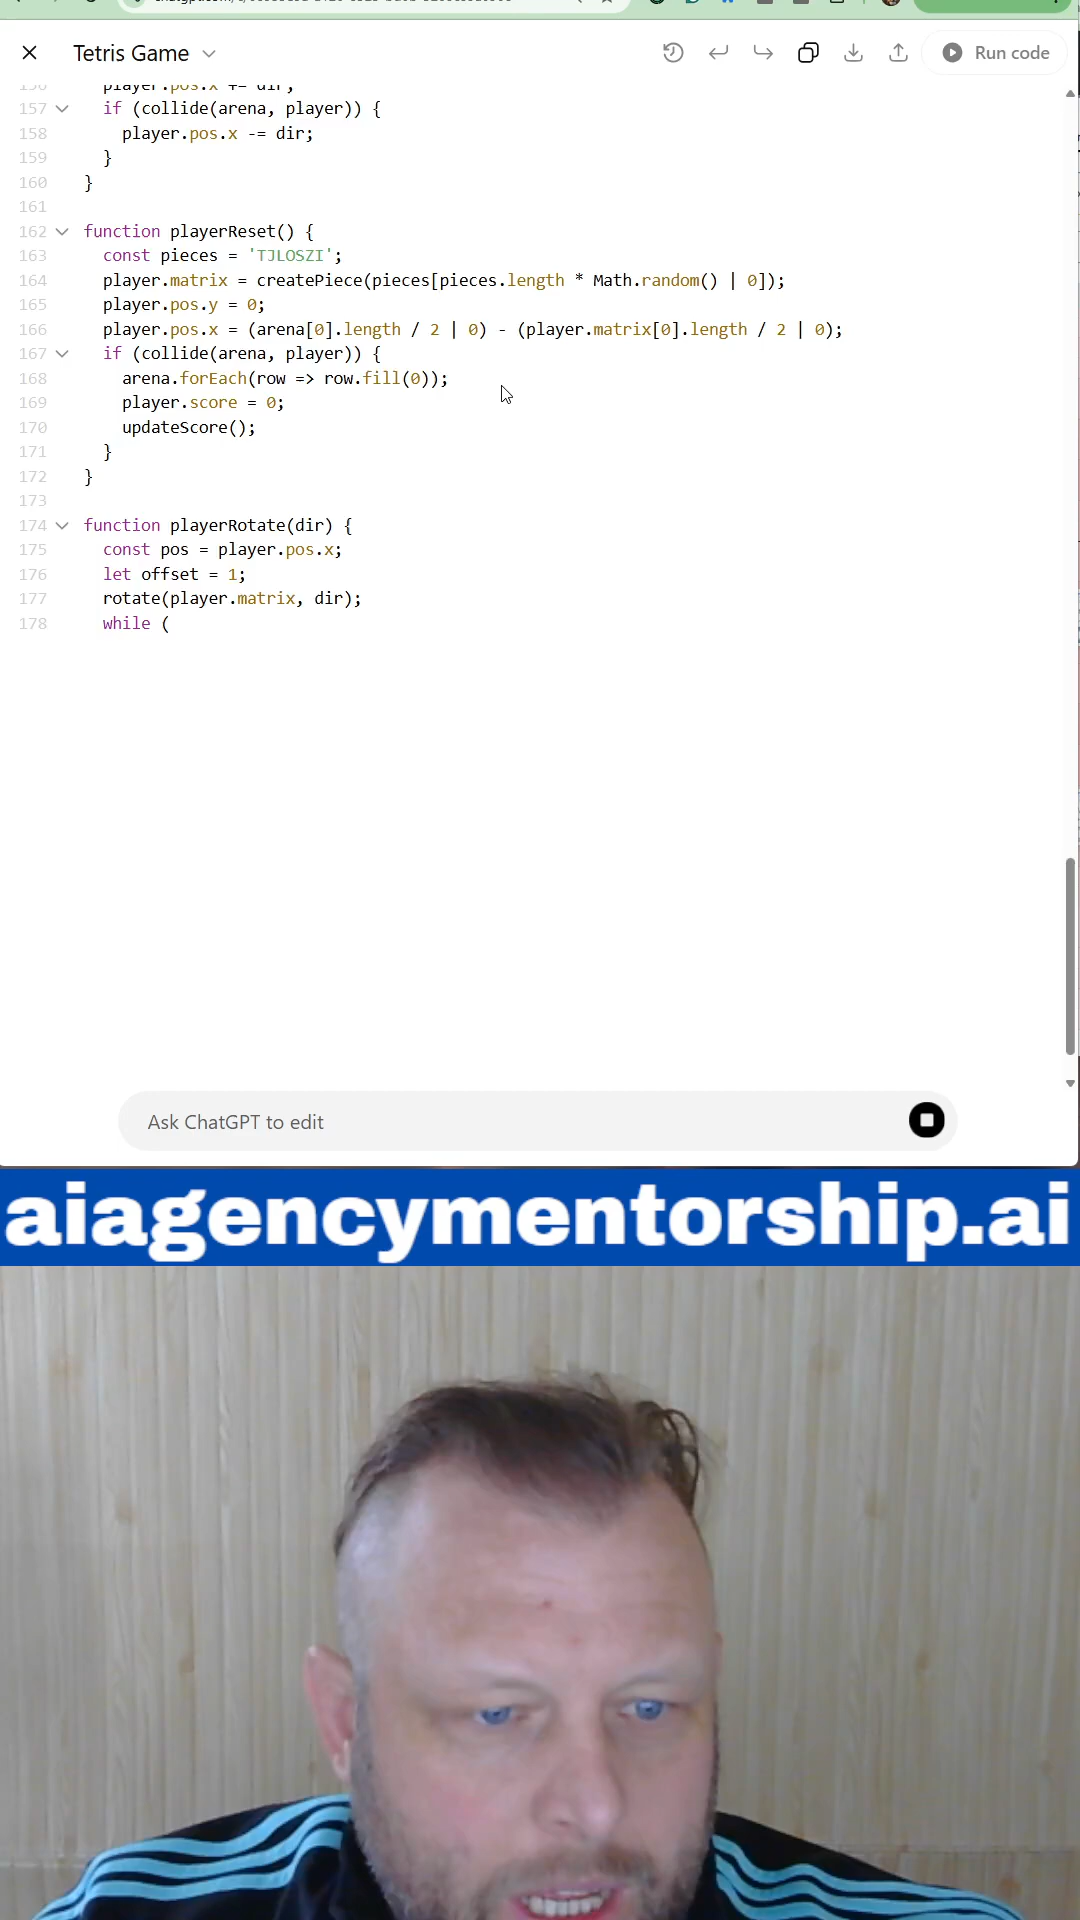 Tetris Game
Run code
156 player.pos.x += dir;
157 if (collide(arena, player)) {
158 player.pos.x -= dir;
159 }
160 }
161
162 function playerReset() {
163 const pieces = 'TJLOSZI';
164 player.matrix = createPiece(pieces[pieces.length * Math.random() | 0]);
165 player.pos.y = 0;
166 player.pos.x = (arena[0].length / 2 | 0) - (player.matrix[0].length / 2 | 0);
167 if (collide(arena, player)) {
168 arena.forEach(row => row.fill(0));
169 player.score = 0;
170 updateScore();
171 }
172 }
173
174 function playerRotate(dir) {
175 const pos = player.pos.x;
176 let offset = 1;
177 rotate(player.matrix, dir);
178 while (
Ask ChatGPT to edit
aiagencymentorship.ai